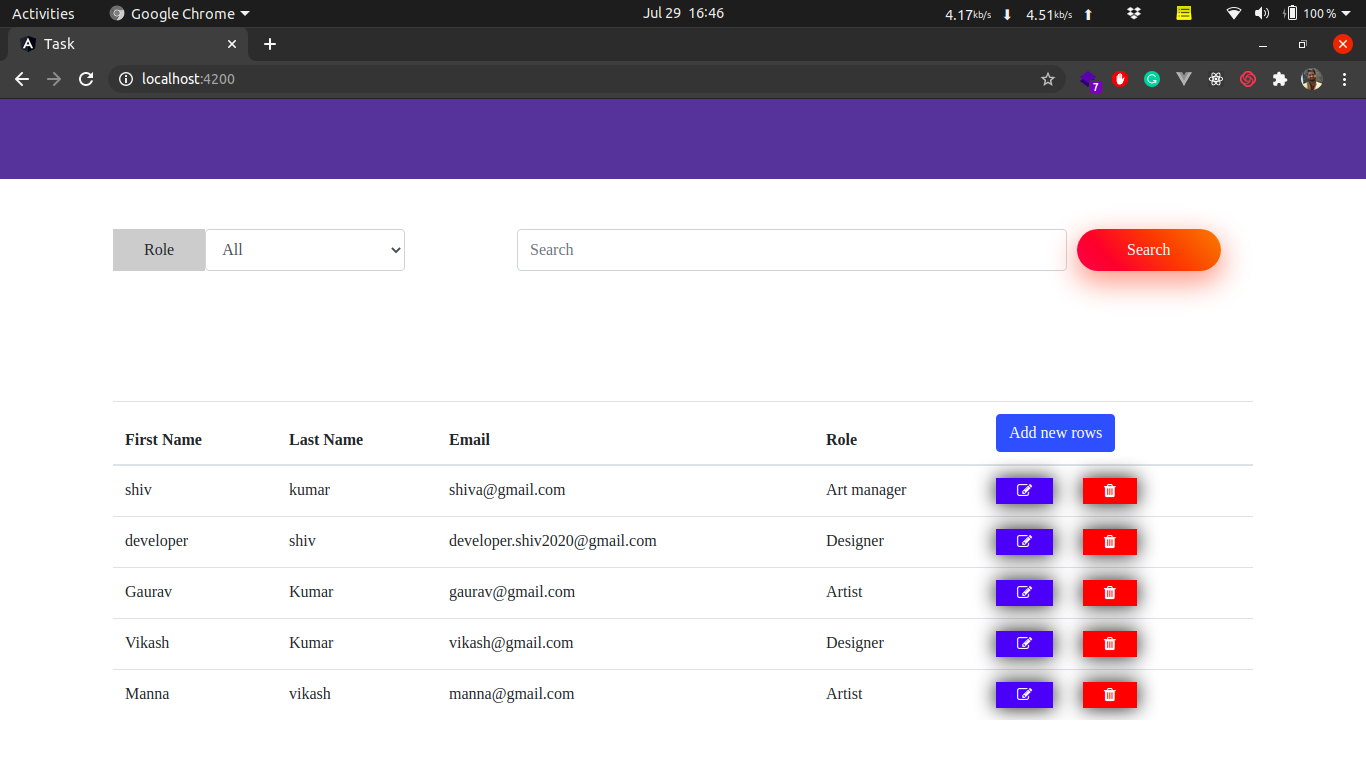 Activities Google Chrome Jul 29 16:46 4.17kb/s 4.51kb/s 100 %
Task
localhost:4200 7
Role All Search Search
First Name Last Name Email Role Add new rows
shiv kumar shiva@gmail.com Art manager
developer shiv developer.shiv2020@gmail.com Designer
Gaurav Kumar gaurav@gmail.com Artist
Vikash Kumar vikash@gmail.com Designer
Manna vikash manna@gmail.com Artist